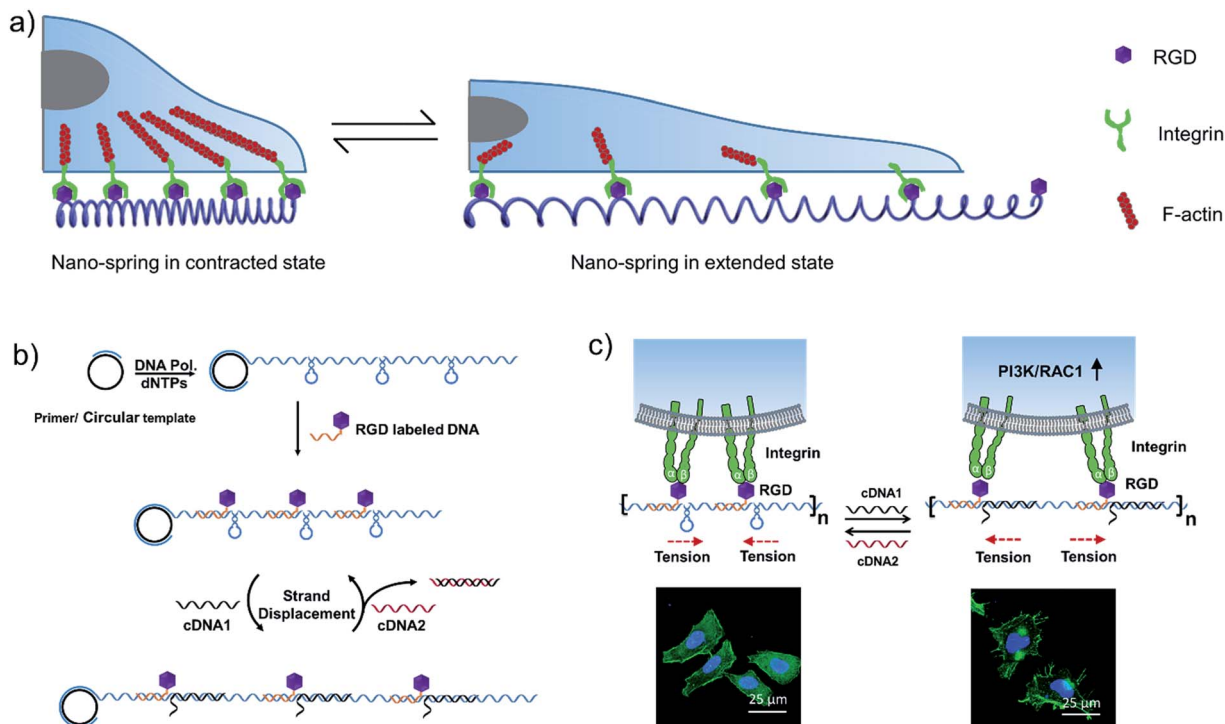 a)
RGD
Integrin
F-actin
Nano-spring in contracted state
Nano-spring in extended state
b)
DNA Pol.
dNTPs
Primer/ Circular template
RGD labeled DNA
Strand
Displacement
cDNA1
cDNA2
c)
PI3K/RAC1
Integrin
α β
α β
RGD
n
Tension
Tension
cDNA1
cDNA2
Integrin
α β
α β
RGD
n
Tension
Tension
25 μm
25 μm